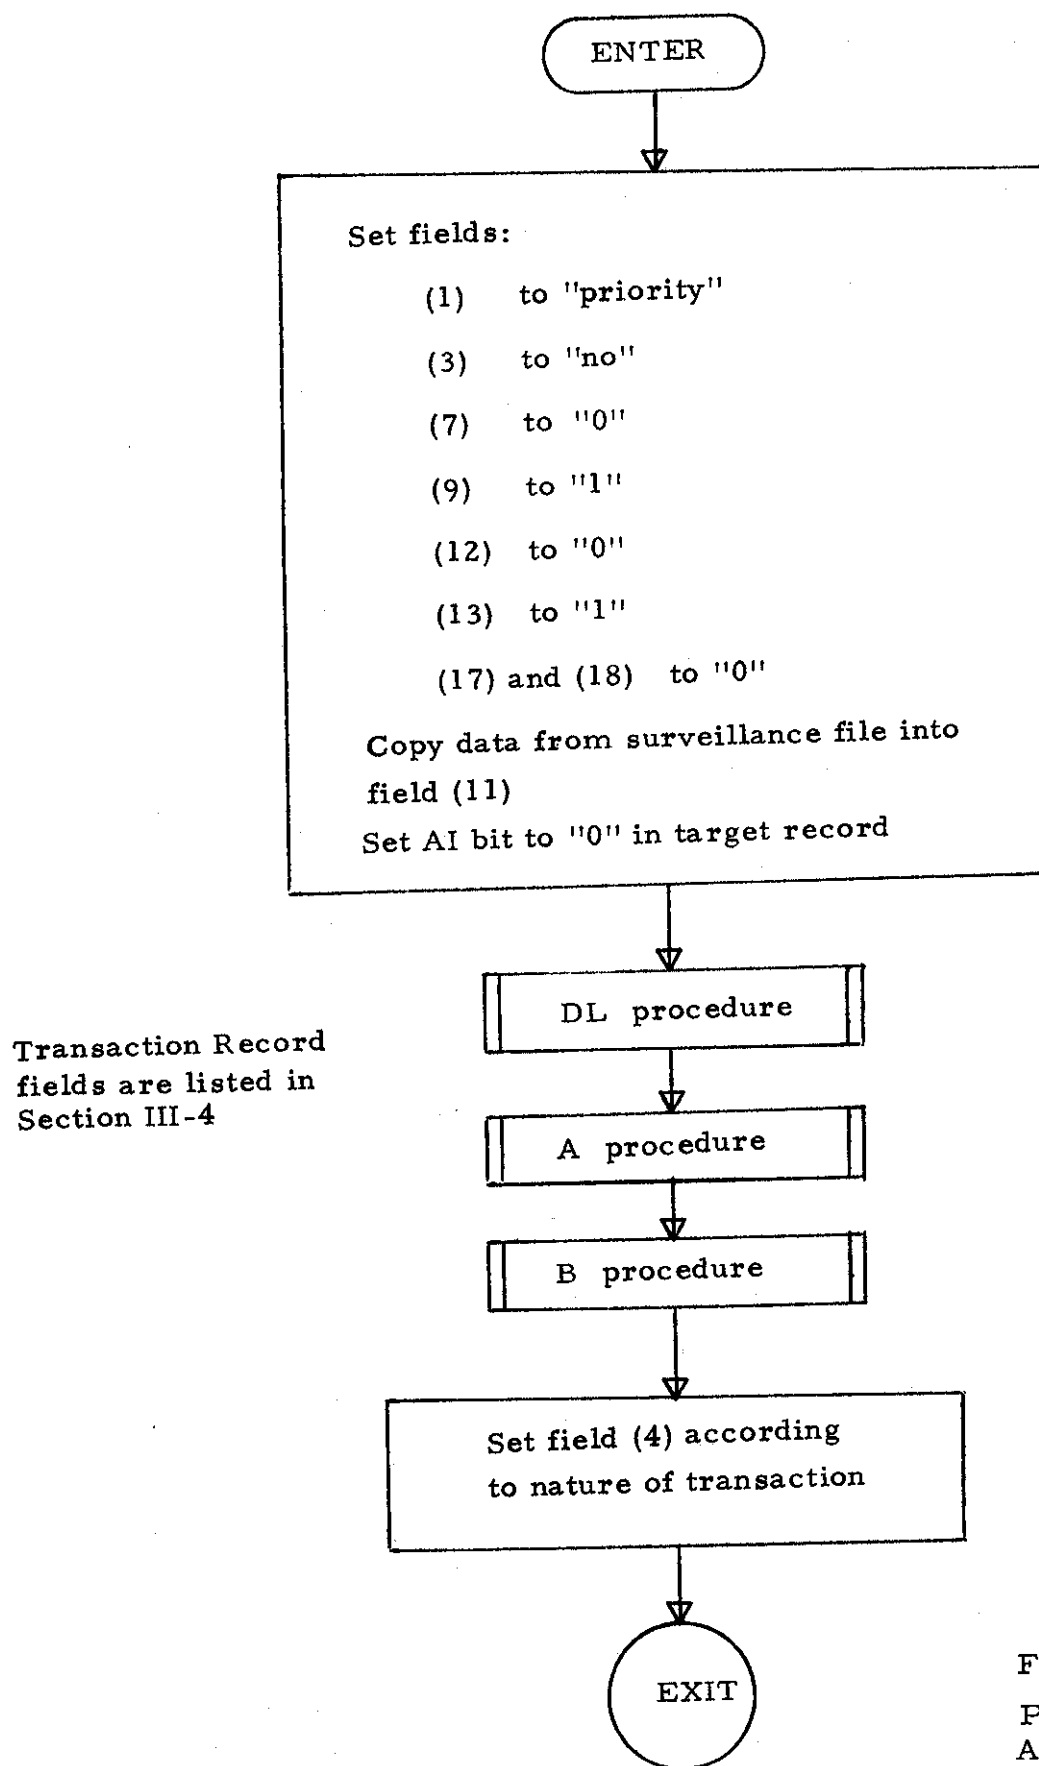 ENTER
Set fields:
(1) to "priority"
(3) to "no"
(7) to "0"
(9) to "1"
(12) to "0"
(13) to "1"
(17) and (18) to "0"
Copy data from surveillance file into
field (11)
Set AI bit to "0" in target record
DL procedure
Transaction Record
fields are listed in
Section III-4
A procedure
B procedure
Set field (4) according
to nature of transaction
EXIT
F
P
A